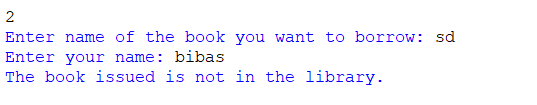 2
Enter name of the book you want to borrow: sd
Enter your name: bibas
The book issued is not in the library.